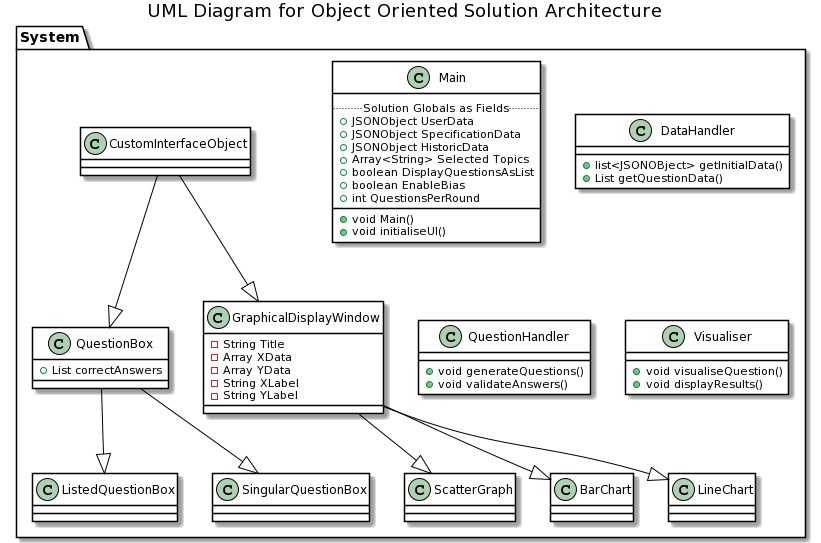 UML Diagram for Object Oriented Solution Architecture
System
C Main
Solution Globals as Fields
JSONObject UserData
JSONObject SpecificationData
JSONObject HistoricData
Array<String> Selected Topics
boolean DisplayQuestionsAsList
boolean EnableBias
int QuestionsPerRound
void Main()
void initialiseUI()
C DataHandler
list<JSONOBject> getInitialData()
List getQuestionData()
C CustomInterfaceObject
C QuestionBox
List correctAnswers
C GraphicalDisplayWindow
String Title
Array XData
Array YData
String XLabel
String YLabel
C QuestionHandler
void generateQuestions()
void validateAnswers()
C Visualiser
void visualiseQuestion()
void displayResults()
C ListedQuestionBox
C SingularQuestionBox
C ScatterGraph
C BarChart
C LineChart